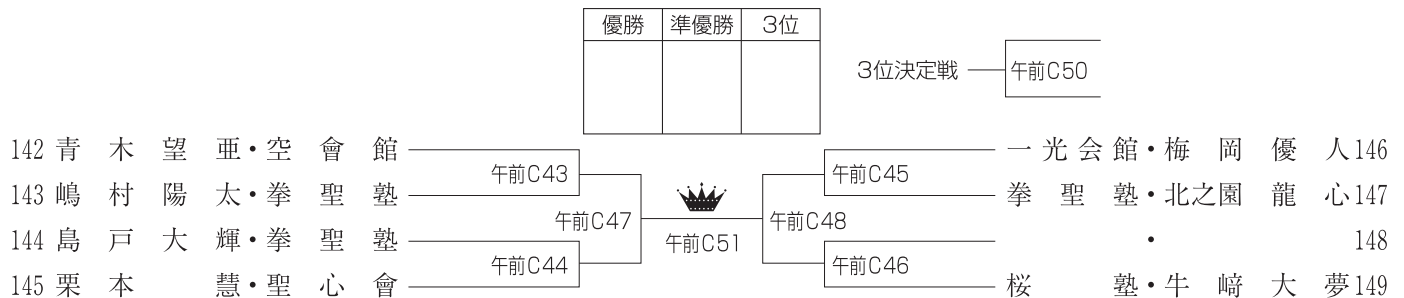 優勝 準優勝 3位
3位決定戦 午前C50
142 青木望亜・空會館
143 嶋村陽太・拳聖塾
144 島戸大輝・拳聖塾
145 栗本慧・聖心會
午前C43
午前C44
午前C47
午前C51
午前C48
午前C45
午前C46
一光会館・梅岡優人 146
拳聖塾・北之園龍心 147
・ 148
桜塾・牛﨑大夢 149